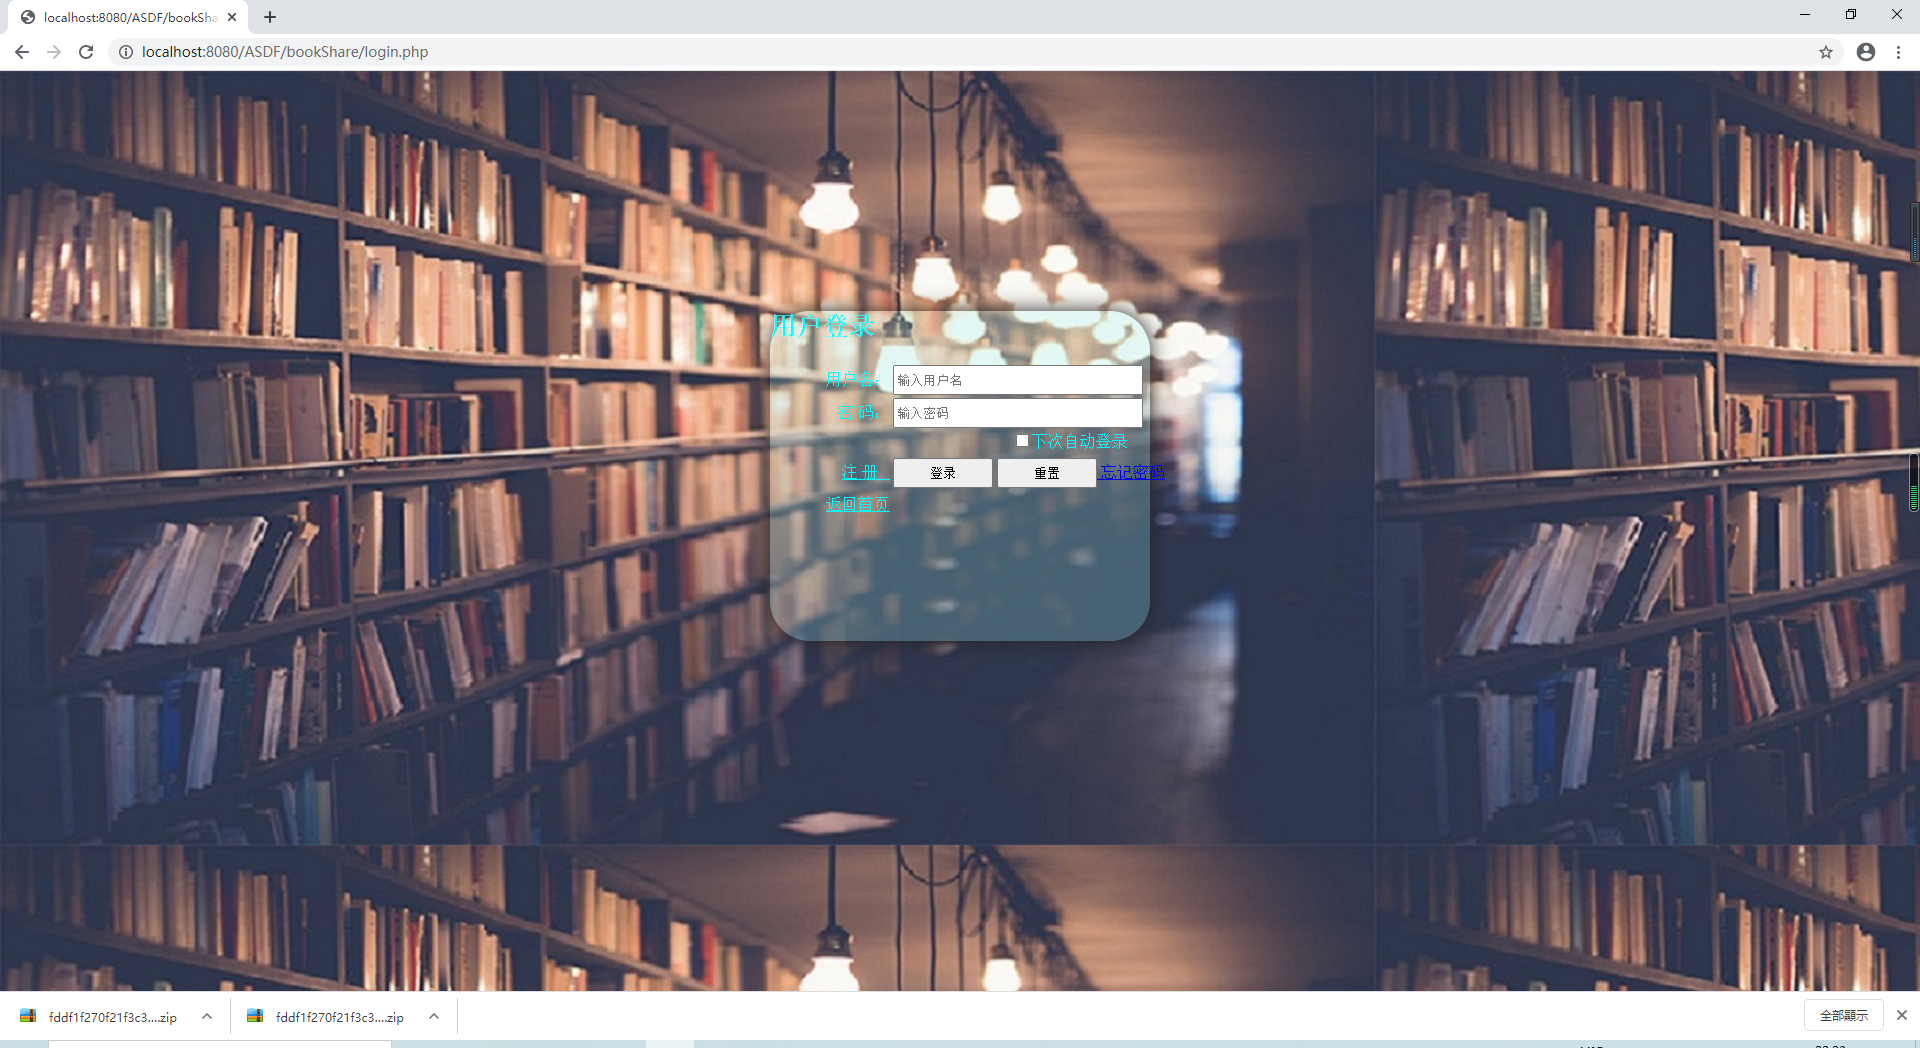 localhost:8080/ASDF/bookSha
localhost:8080/ASDF/bookShare/login.php
用户登录
用户名：
输入用户名
密 码：
输入密码
下次自动登录
注 册
登录
重置
忘记密码
返回首页
fddf1f270f21f3c3....zip
fddf1f270f21f3c3....zip
全部顯示